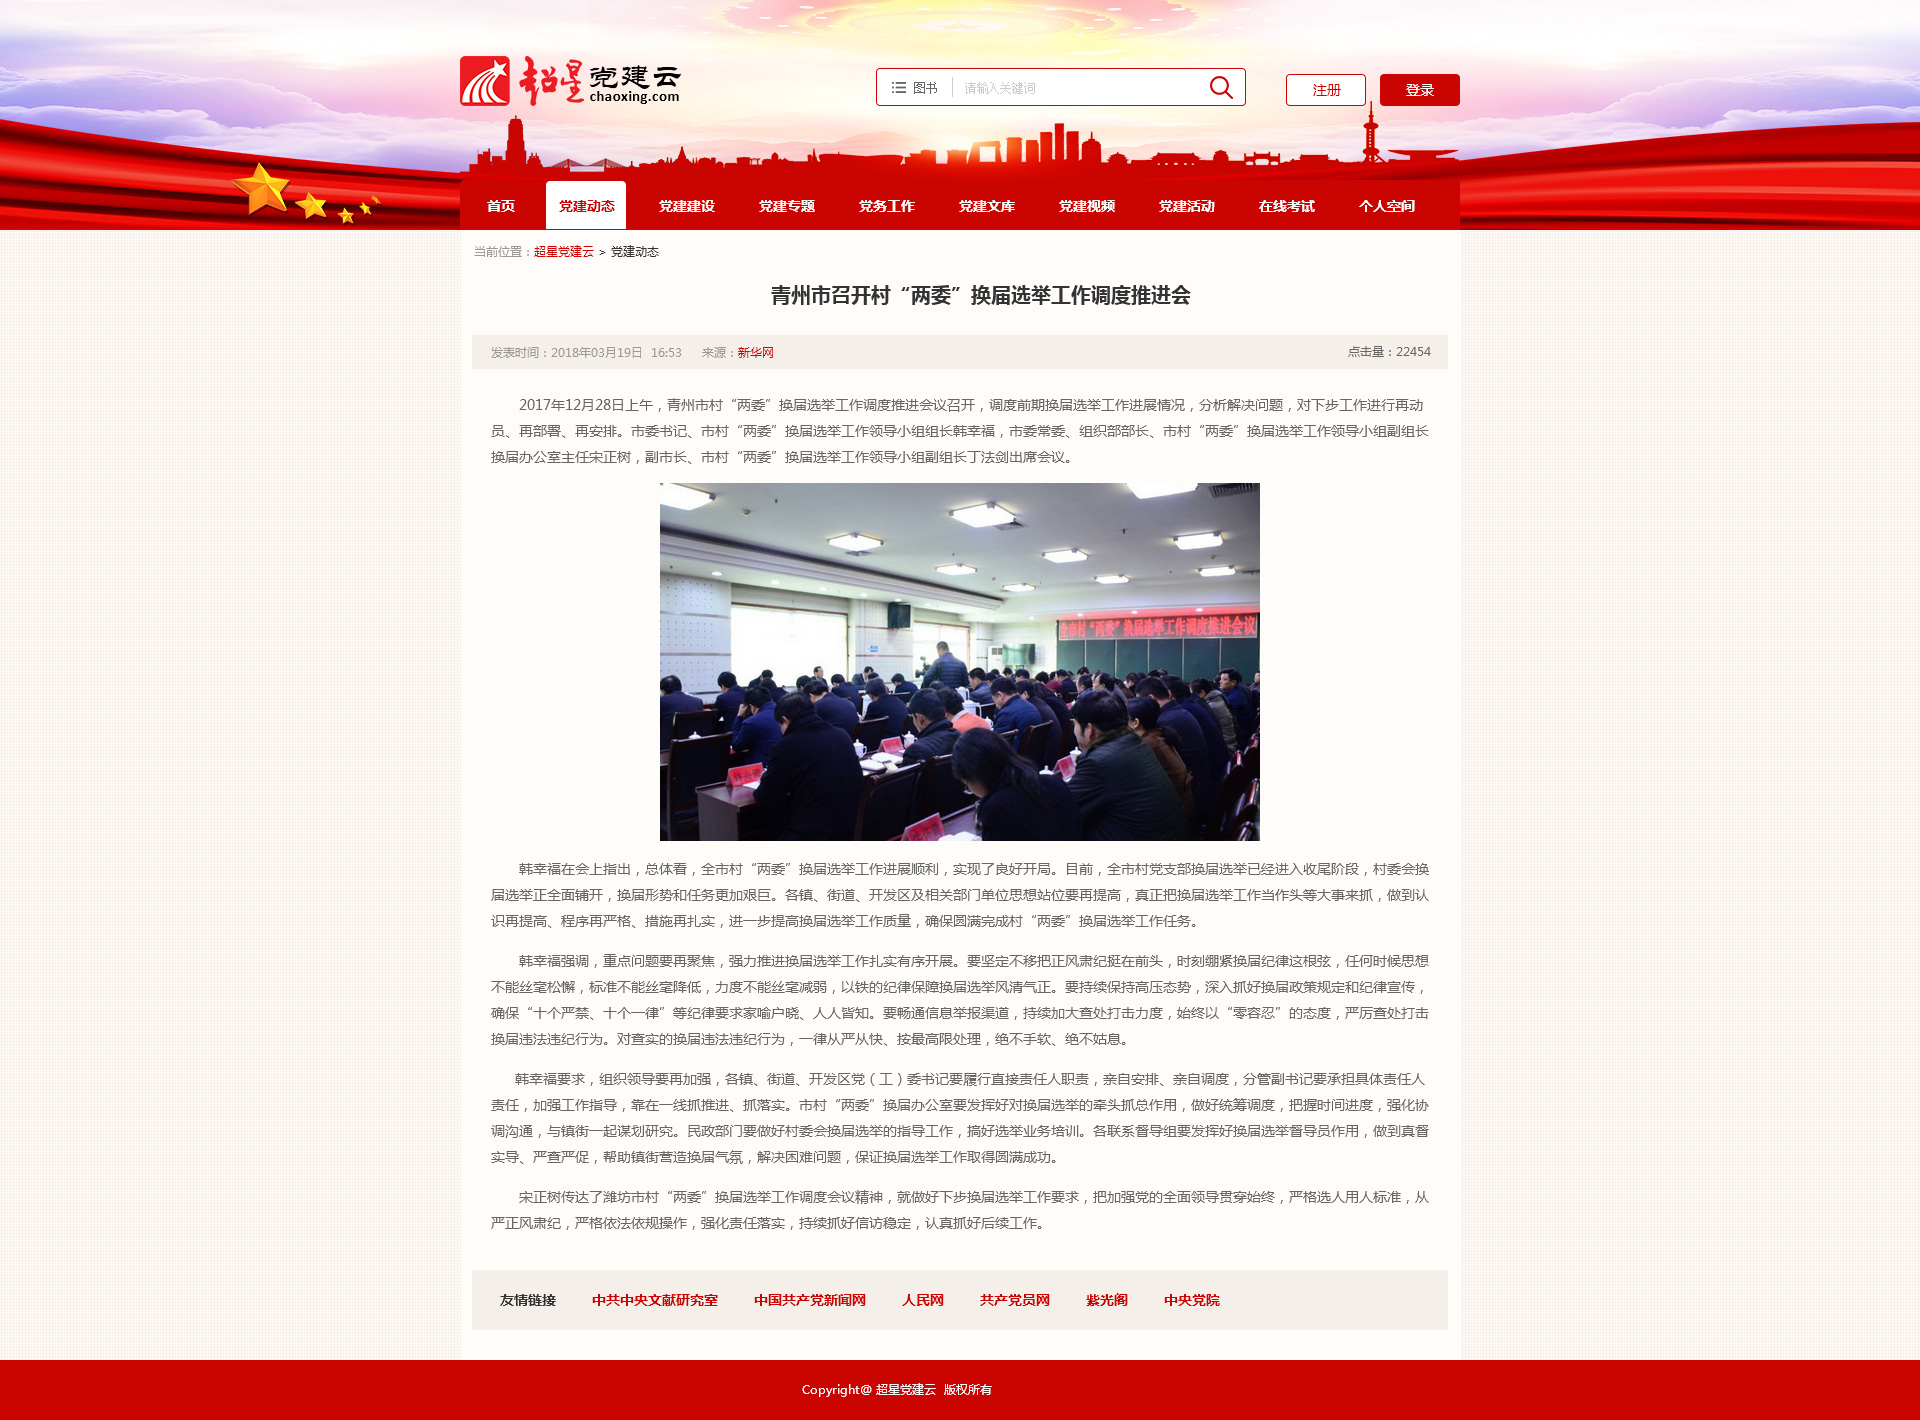 超星党建云
chaoxing.com
图书 请输入关键词
注册 登录
首页 党建动态 党建建设 党建专题 党务工作 党建文库 党建视频 党建活动 在线考试 个人空间
当前位置：超星党建云 > 党建动态
青州市召开村“两委”换届选举工作调度推进会
发表时间：2018年03月19日 16:53 来源：新华网 点击量：22454
2017年12月28日上午，青州市村“两委”换届选举工作调度推进会议召开，调度前期换届选举工作进展情况，分析解决问题，对下步工作进行再动
员、再部署、再安排。市委书记、市村“两委”换届选举工作领导小组组长韩幸福，市委常委、组织部部长、市村“两委”换届选举工作领导小组副组长
换届办公室主任宋正树，副市长、市村“两委”换届选举工作领导小组副组长丁法剑出席会议。
全市村“两委”换届选举工作调度推进会议
韩幸福在会上指出，总体看，全市村“两委”换届选举工作进展顺利，实现了良好开局。目前，全市村党支部换届选举已经进入收尾阶段，村委会换
届选举正全面铺开，换届形势和任务更加艰巨。各镇、街道、开发区及相关部门单位思想站位要再提高，真正把换届选举工作当作头等大事来抓，做到认
识再提高、程序再严格、措施再扎实，进一步提高换届选举工作质量，确保圆满完成村“两委”换届选举工作任务。
韩幸福强调，重点问题要再聚焦，强力推进换届选举工作扎实有序开展。要坚定不移把正风肃纪挺在前头，时刻绷紧换届纪律这根弦，任何时候思想
不能丝毫松懈，标准不能丝毫降低，力度不能丝毫减弱，以铁的纪律保障换届选举风清气正。要持续保持高压态势，深入抓好换届政策规定和纪律宣传，
确保“十个严禁、十个一律”等纪律要求家喻户晓、人人皆知。要畅通信息举报渠道，持续加大查处打击力度，始终以“零容忍”的态度，严厉查处打击
换届违法违纪行为。对查实的换届违法违纪行为，一律从严从快、按最高限处理，绝不手软、绝不姑息。
韩幸福要求，组织领导要再加强，各镇、街道、开发区党（工）委书记要履行直接责任人职责，亲自安排、亲自调度，分管副书记要承担具体责任人
责任，加强工作指导，靠在一线抓推进、抓落实。市村“两委”换届办公室要发挥好对换届选举的牵头抓总作用，做好统筹调度，把握时间进度，强化协
调沟通，与镇街一起谋划研究。民政部门要做好村委会换届选举的指导工作，搞好选举业务培训。各联系督导组要发挥好换届选举督导员作用，做到真督
实导、严查严促，帮助镇街营造换届气氛，解决困难问题，保证换届选举工作取得圆满成功。
宋正树传达了潍坊市村“两委”换届选举工作调度会议精神，就做好下步换届选举工作要求，把加强党的全面领导贯穿始终，严格选人用人标准，从
严正风肃纪，严格依法依规操作，强化责任落实，持续抓好信访稳定，认真抓好后续工作。
友情链接 中共中央文献研究室 中国共产党新闻网 人民网 共产党员网 紫光阁 中央党院
Copyright@ 超星党建云 版权所有